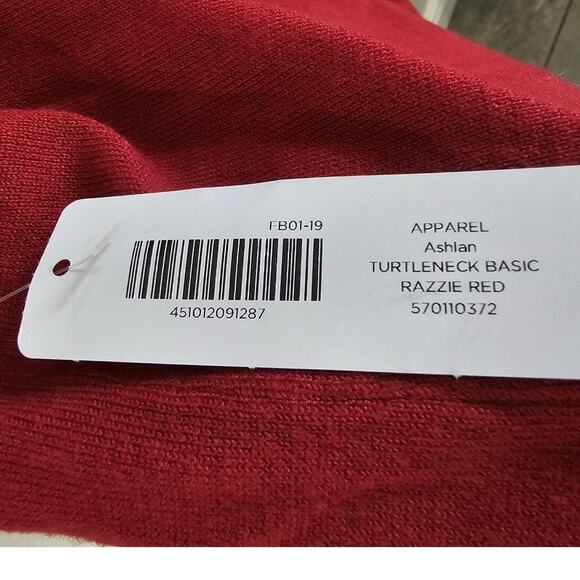 FB01-19
451012091287
APPAREL
Ashlan
TURTLENECK BASIC
RAZZIE RED
570110372